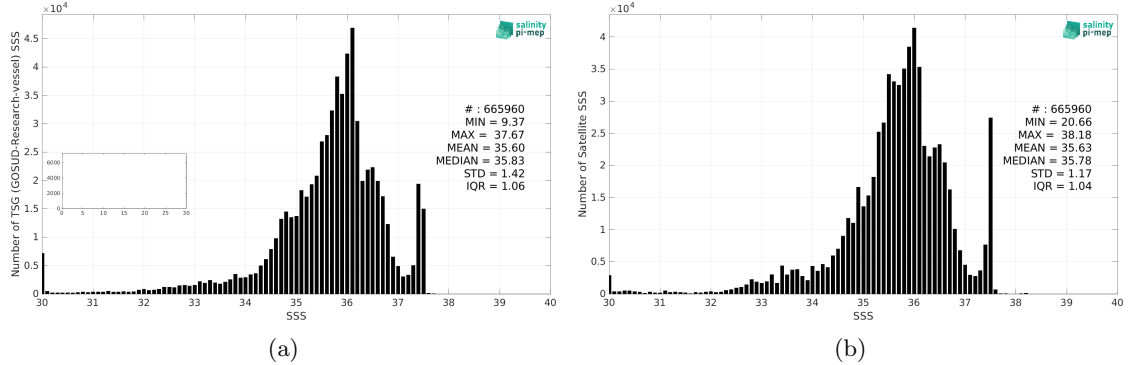 ×10⁴
5
4.5
4
3.5
3
2.5
2
1.5
1
0.5
0
Number of TSG (GOSUD-Research-vessel) SSS
30 31 32 33 34 35 36 37 38 39 40
SSS
salinity
pi-mep
# : 665960
MIN = 9.37
MAX = 37.67
MEAN = 35.60
MEDIAN = 35.83
STD = 1.42
IQR = 1.06
6000
4000
2000
0
0 5 10 15 20 25 30
(a)
×10⁴
4
3.5
3
2.5
2
1.5
1
0.5
0
Number of Satellite SSS
30 31 32 33 34 35 36 37 38 39 40
SSS
salinity
pi-mep
# : 665960
MIN = 20.66
MAX = 38.18
MEAN = 35.63
MEDIAN = 35.78
STD = 1.17
IQR = 1.04
(b)